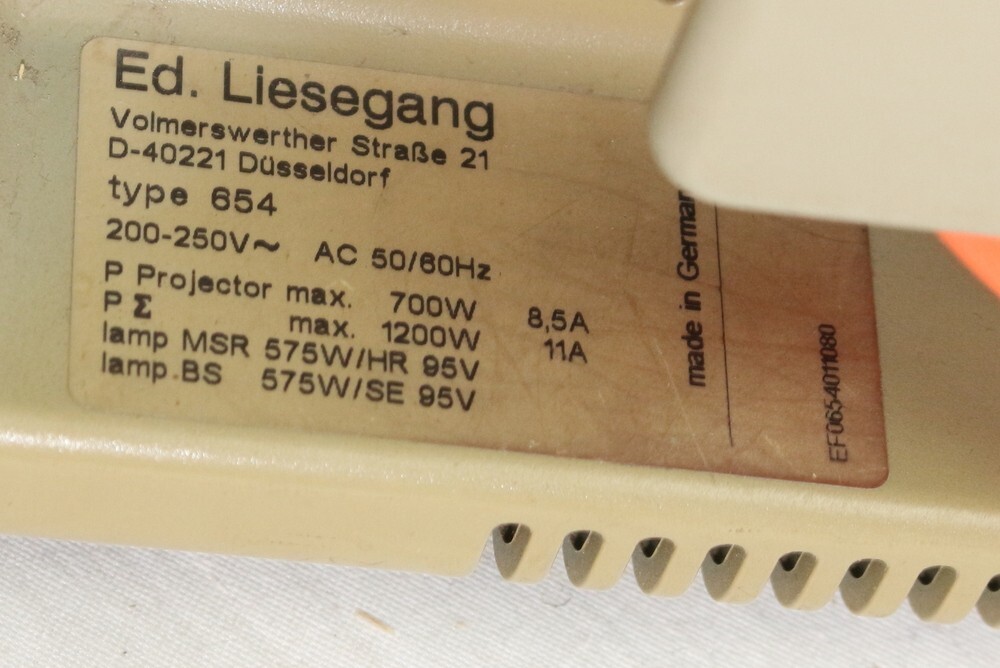 Ed. Liesegang
Volmerswerther Straße 21
D-40221 Düsseldorf
type 654
200-250V~ AC 50/60Hz
P Projector max. 700W 8,5A
P Σ max. 1200W 11A
lamp MSR 575W/HR 95V
lamp BS 575W/SE 95V
made in German
EF0654011080